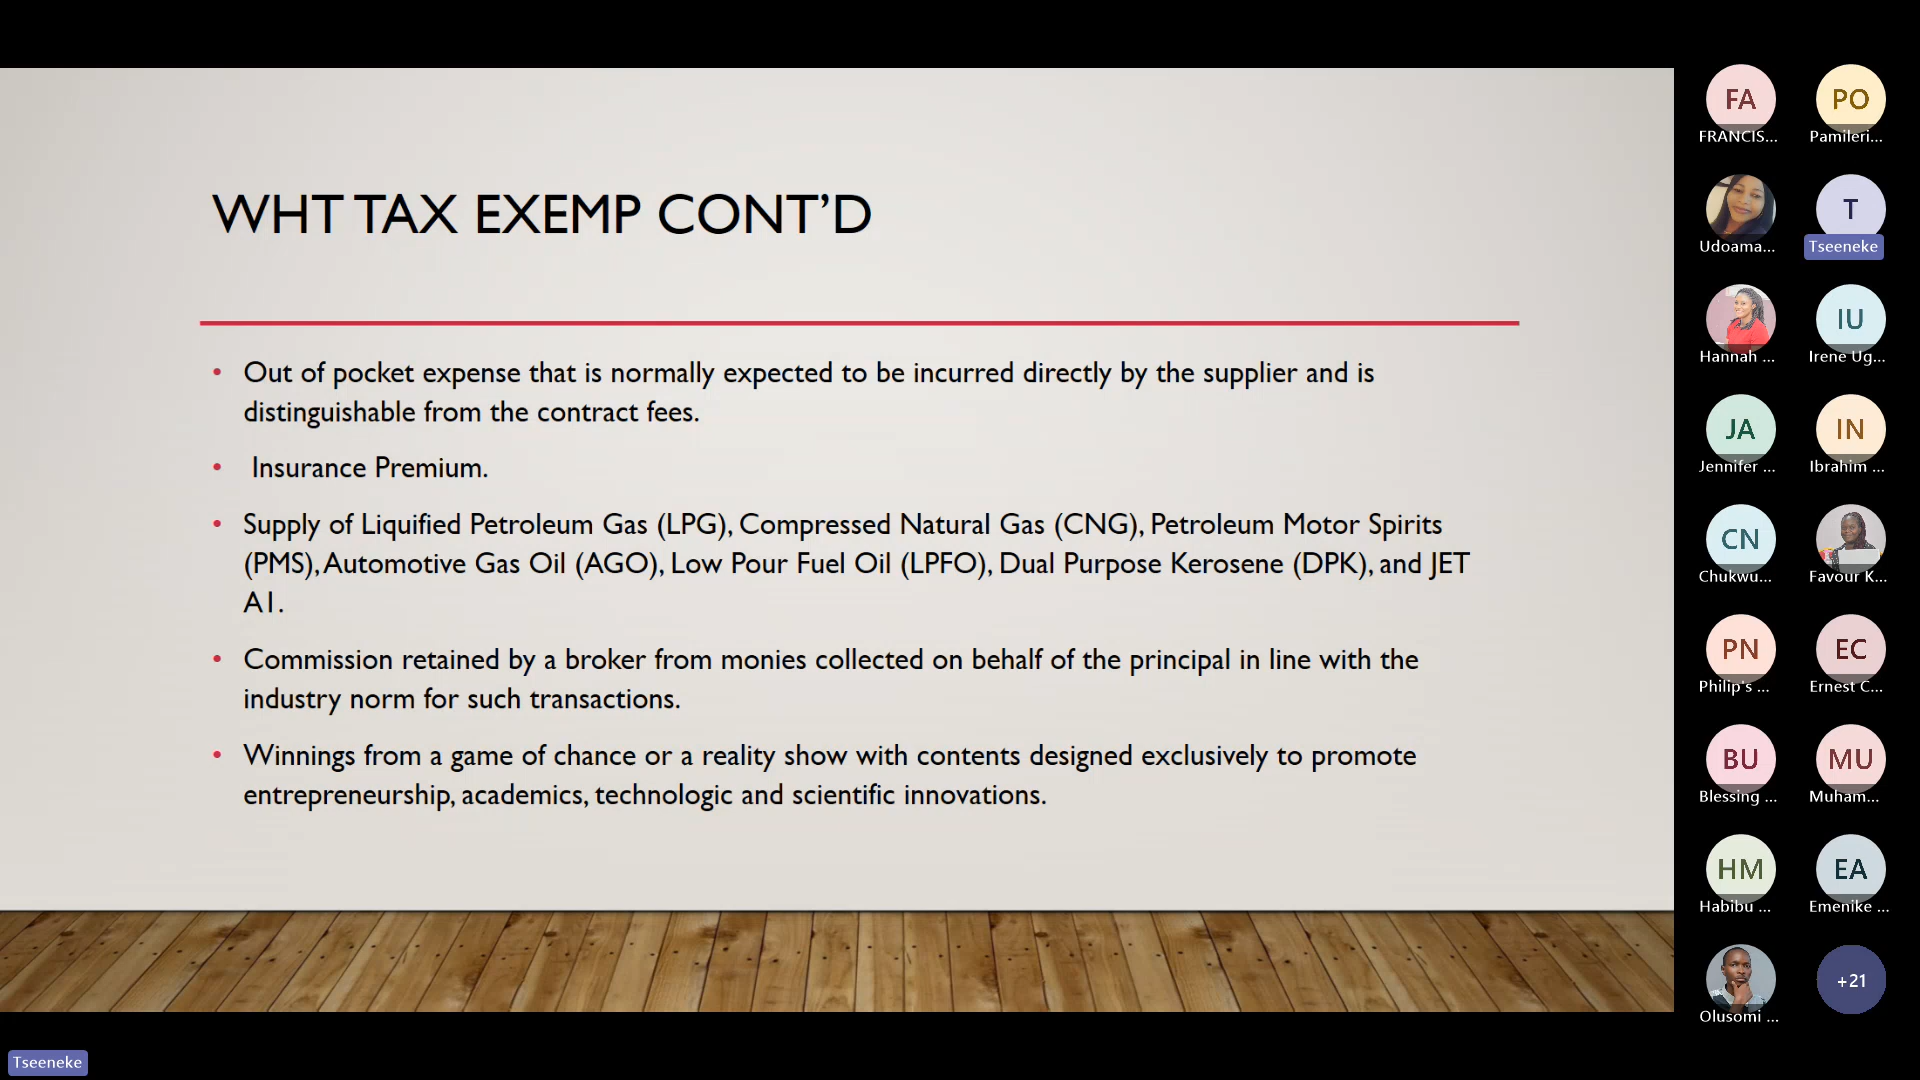 WHT TAX EXEMP CONT’D
• Out of pocket expense that is normally expected to be incurred directly by the supplier and is
distinguishable from the contract fees.
• Insurance Premium.
• Supply of Liquified Petroleum Gas (LPG), Compressed Natural Gas (CNG), Petroleum Motor Spirits
(PMS), Automotive Gas Oil (AGO), Low Pour Fuel Oil (LPFO), Dual Purpose Kerosene (DPK), and JET
A1.
• Commission retained by a broker from monies collected on behalf of the principal in line with the
industry norm for such transactions.
• Winnings from a game of chance or a reality show with contents designed exclusively to promote
entrepreneurship, academics, technologic and scientific innovations.
FA
FRANCIS...
PO
Pamileri...
Udoama...
T
Tseeneke
Hannah ...
IU
Irene Ug...
JA
Jennifer ...
IN
Ibrahim ...
CN
Chukwu...
Favour K...
PN
Philip's ...
EC
Ernest C...
BU
Blessing ...
MU
Muham...
HM
Habibu ...
EA
Emenike ...
Olusomi ...
+21
Tseeneke